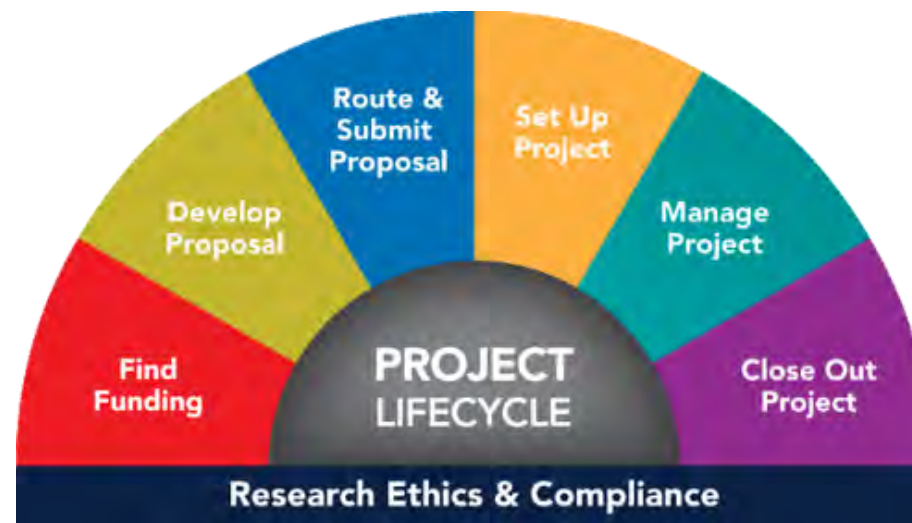 Find
Funding
Develop
Proposal
Route &
Submit
Proposal
Set Up
Project
Manage
Project
Close Out
Project
PROJECT
LIFECYCLE
Research Ethics & Compliance